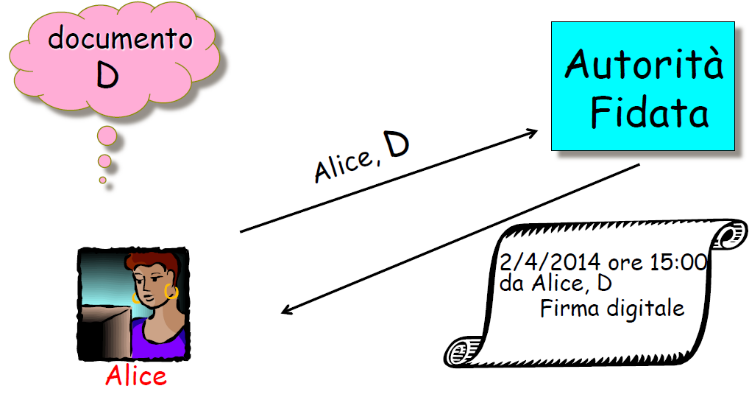 documento
D
Autorità
Fidata
Alice, D
2/4/2014 ore 15:00
da Alice, D
Firma digitale
Alice